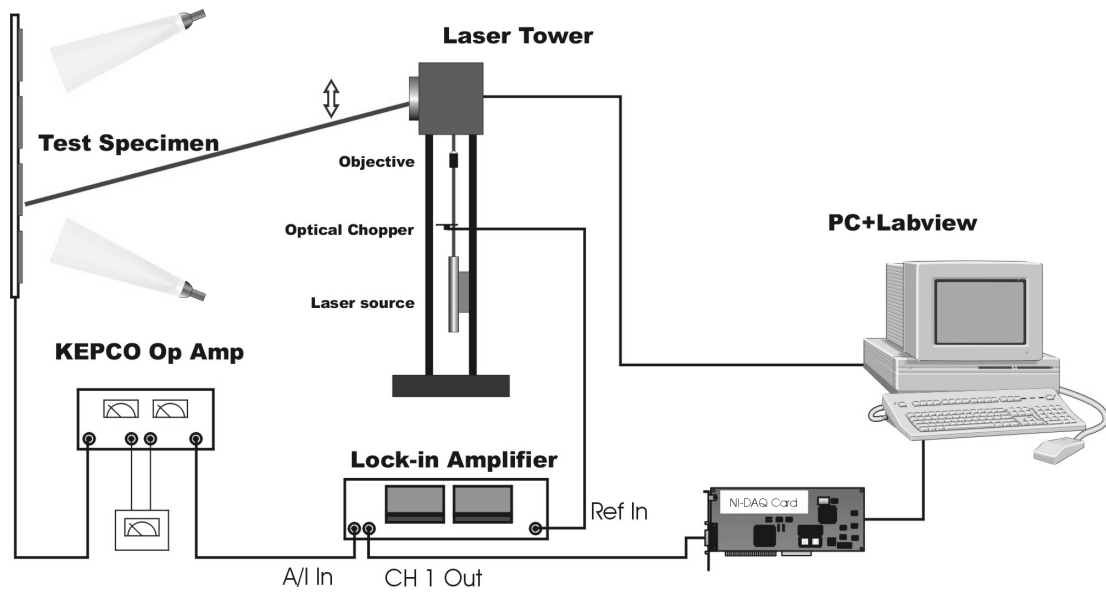 Laser Tower
Test Specimen
Objective
Optical Chopper
PC+Labview
Laser source
KEPCO Op Amp
Lock-in Amplifier
NI-DAQ Card
Ref In
A/I In
CH 1 Out